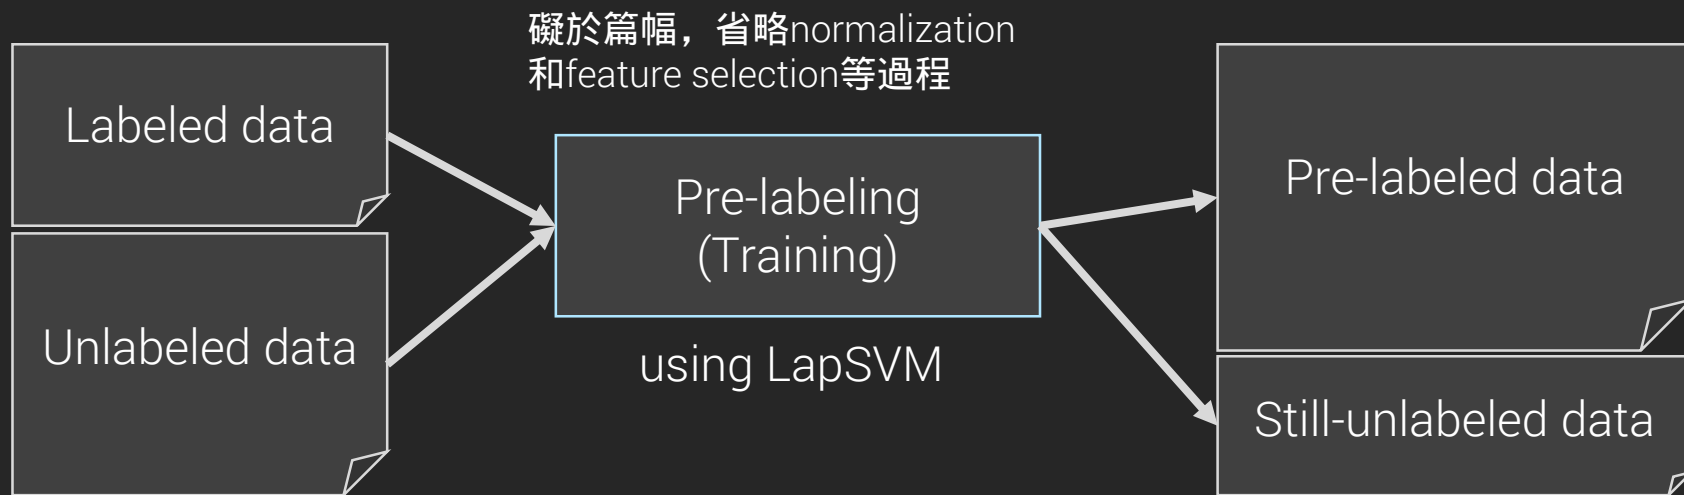 礙於篇幅，省略normalization
和feature selection等過程
Labeled data
Unlabeled data
Pre-labeling
(Training)
using LapSVM
Pre-labeled data
Still-unlabeled data